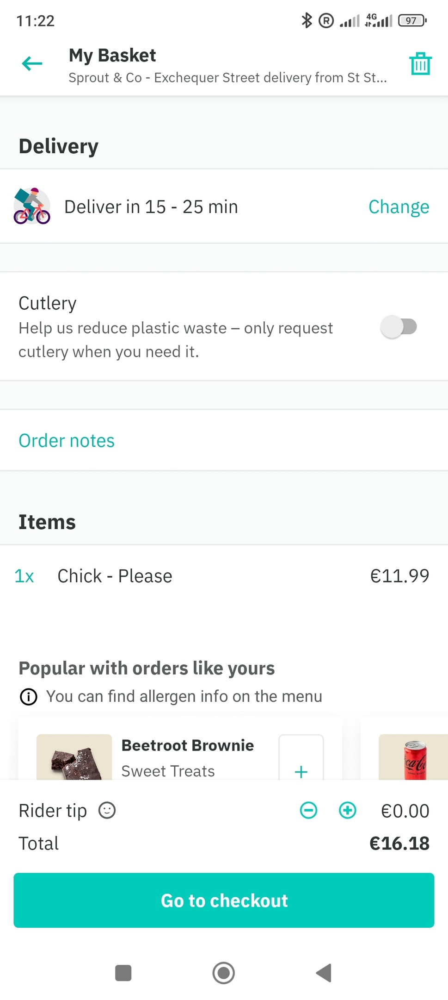 11:22
4G
97
My Basket
Sprout & Co - Exchequer Street delivery from St St...
Delivery
Deliver in 15 - 25 min
Change
Cutlery
Help us reduce plastic waste – only request
cutlery when you need it.
Order notes
Items
1x Chick - Please €11.99
Popular with orders like yours
You can find allergen info on the menu
Beetroot Brownie
Sweet Treats
+
Rider tip €0.00
Total €16.18
Go to checkout